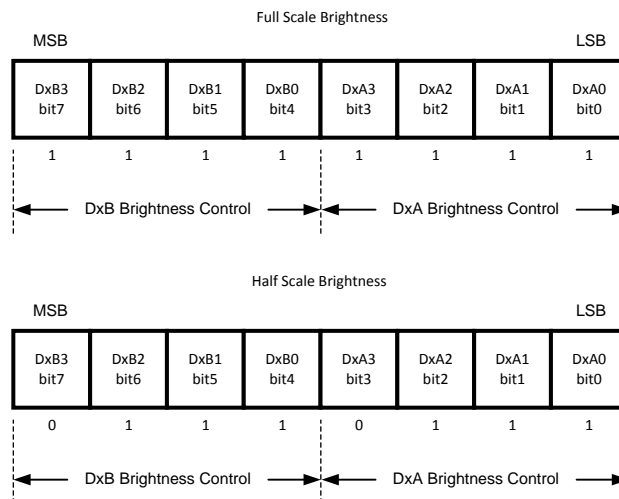 Full Scale Brightness
MSB LSB
DxB3 DxB2 DxB1 DxB0 DxA3 DxA2 DxA1 DxA0
bit7 bit6 bit5 bit4 bit3 bit2 bit1 bit0
1 1 1 1 1 1 1 1
DxB Brightness Control DxA Brightness Control
Half Scale Brightness
MSB LSB
DxB3 DxB2 DxB1 DxB0 DxA3 DxA2 DxA1 DxA0
bit7 bit6 bit5 bit4 bit3 bit2 bit1 bit0
0 1 1 1 0 1 1 1
DxB Brightness Control DxA Brightness Control